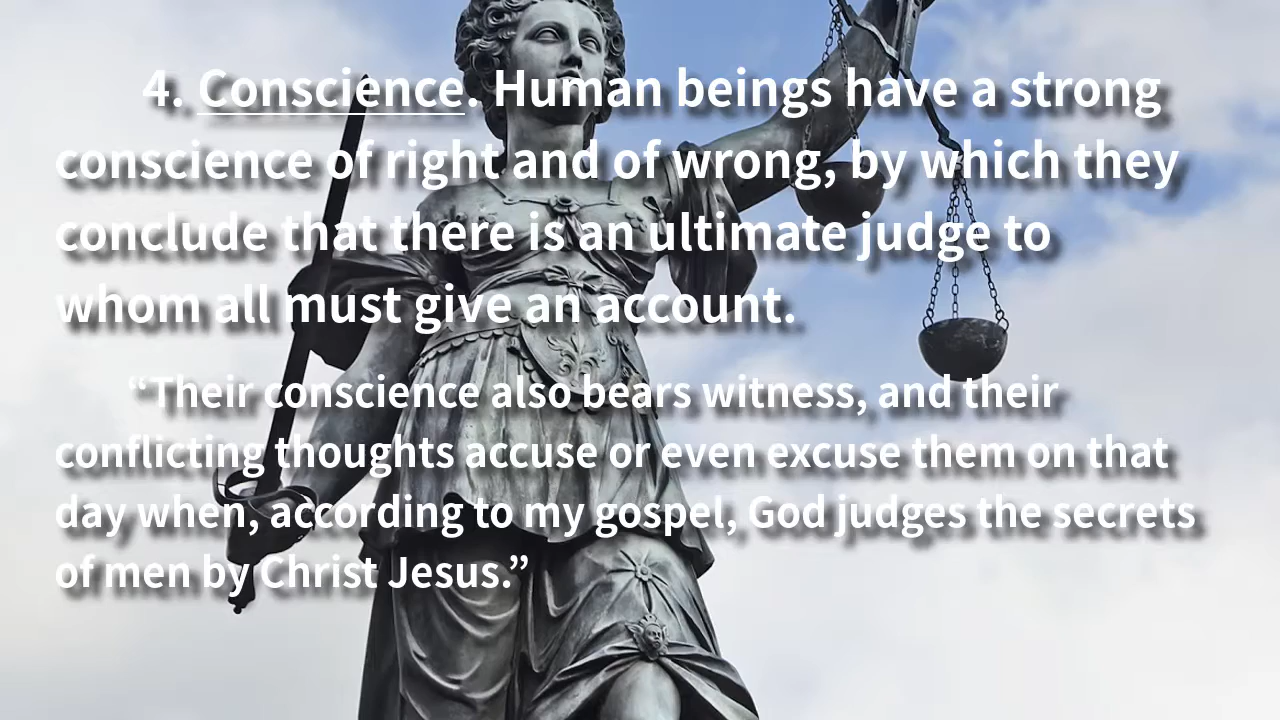 4. Conscience. Human beings have a strong
conscience of right and of wrong, by which they
conclude that there is an ultimate judge to
whom all must give an account.
“Their conscience also bears witness, and their
conflicting thoughts accuse or even excuse them on that
day when, according to my gospel, God judges the secrets
of men by Christ Jesus.”